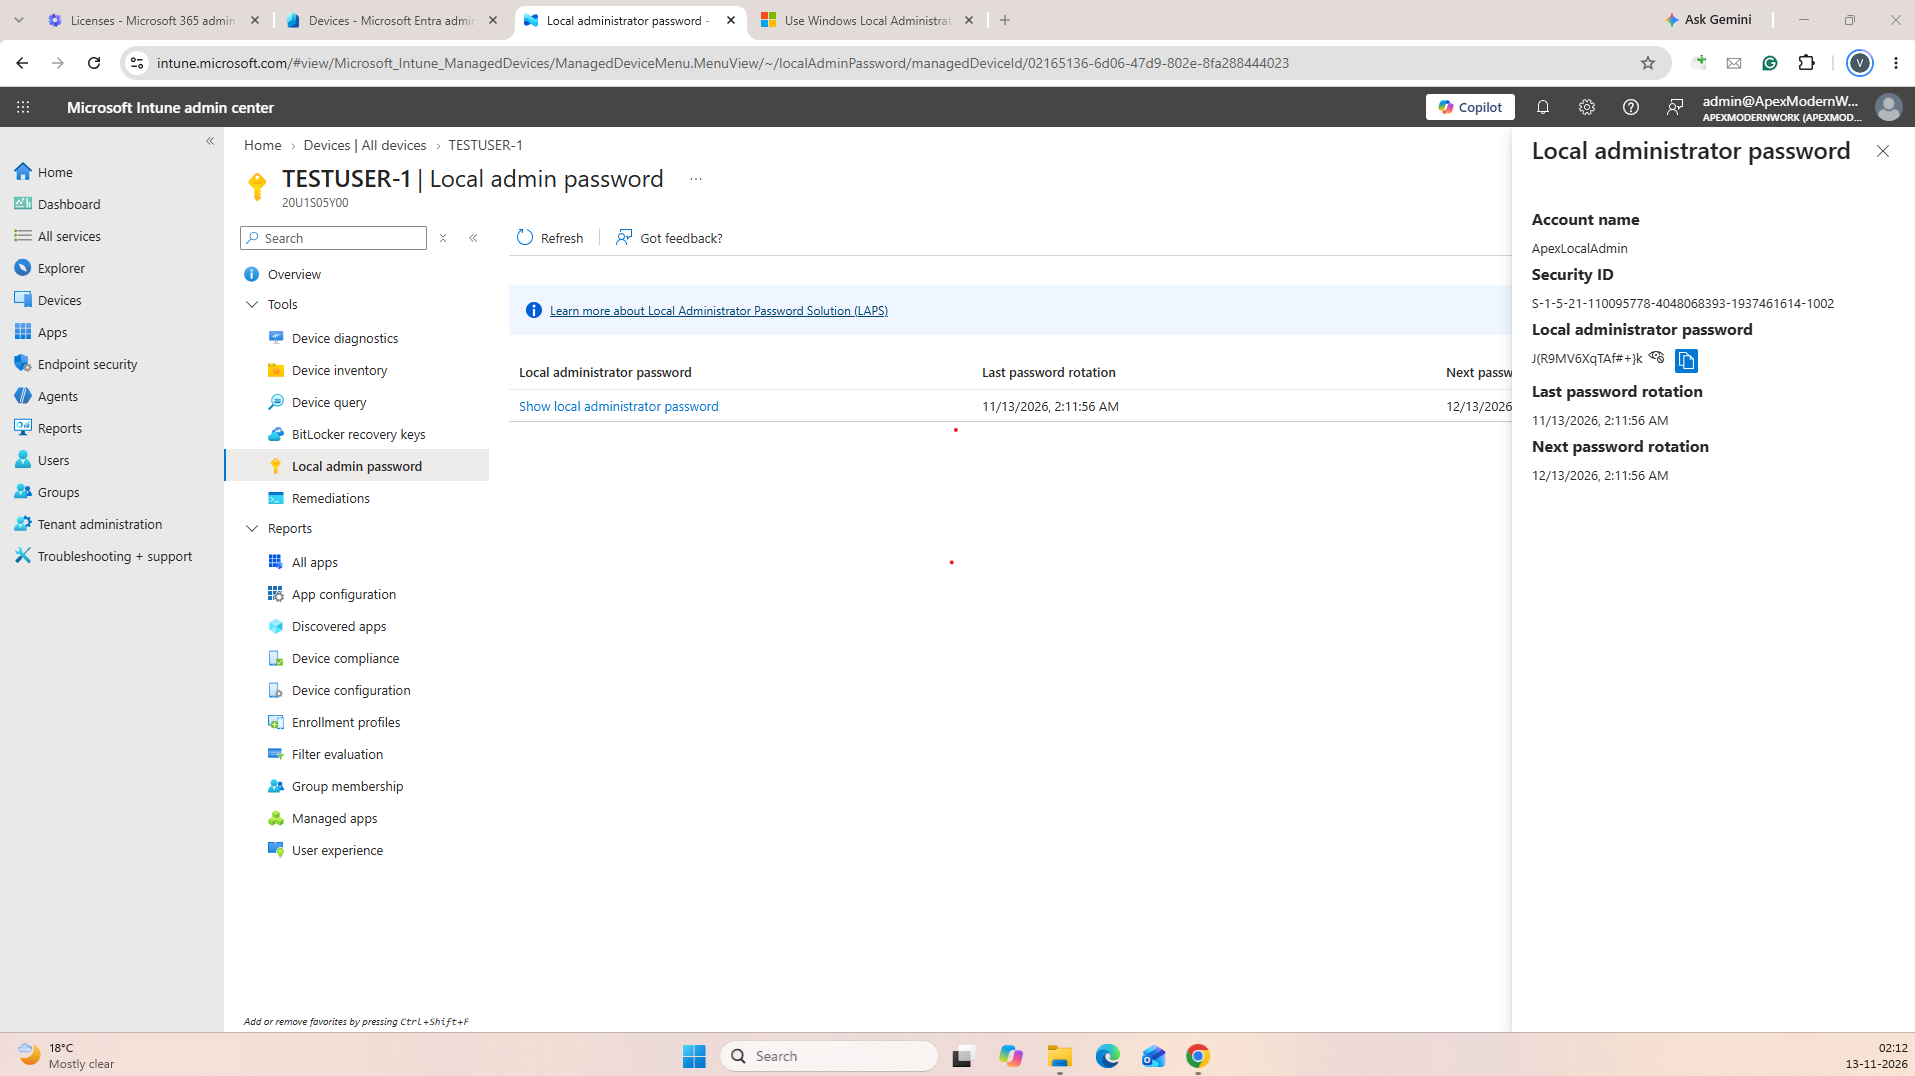 Licenses - Microsoft 365 admin
Devices - Microsoft Entra admin
Local administrator password -
Use Windows Local Administrat
Ask Gemini
intune.microsoft.com/#view/Microsoft_Intune_ManagedDevices/ManagedDeviceMenu.MenuView/~/localAdminPassword/managedDeviceId/02165136-6d06-47d9-802e-8fa288444023
V
Microsoft Intune admin center
Copilot
admin@ApexModernW...
APEXMODERNWORK (APEXMOD...
Home
Dashboard
All services
Explorer
Devices
Apps
Endpoint security
Agents
Reports
Users
Groups
Tenant administration
Troubleshooting + support
Home > Devices | All devices > TESTUSER-1
TESTUSER-1 | Local admin password ...
20U1S05Y00
Search
Overview
Tools
Device diagnostics
Device inventory
Device query
BitLocker recovery keys
Local admin password
Remediations
Reports
All apps
App configuration
Discovered apps
Device compliance
Device configuration
Enrollment profiles
Filter evaluation
Group membership
Managed apps
User experience
Add or remove favorites by pressing Ctrl+Shift+F
Refresh
Got feedback?
Learn more about Local Administrator Password Solution (LAPS)
Local administrator password Last password rotation Next passw
Show local administrator password 11/13/2026, 2:11:56 AM 12/13/2026
Local administrator password
Account name
ApexLocalAdmin
Security ID
S-1-5-21-110095778-4048068393-1937461614-1002
Local administrator password
J(R9MV6XqTAf#+}k
Last password rotation
11/13/2026, 2:11:56 AM
Next password rotation
12/13/2026, 2:11:56 AM
18°C
Mostly clear
Search
02:12
13-11-2026